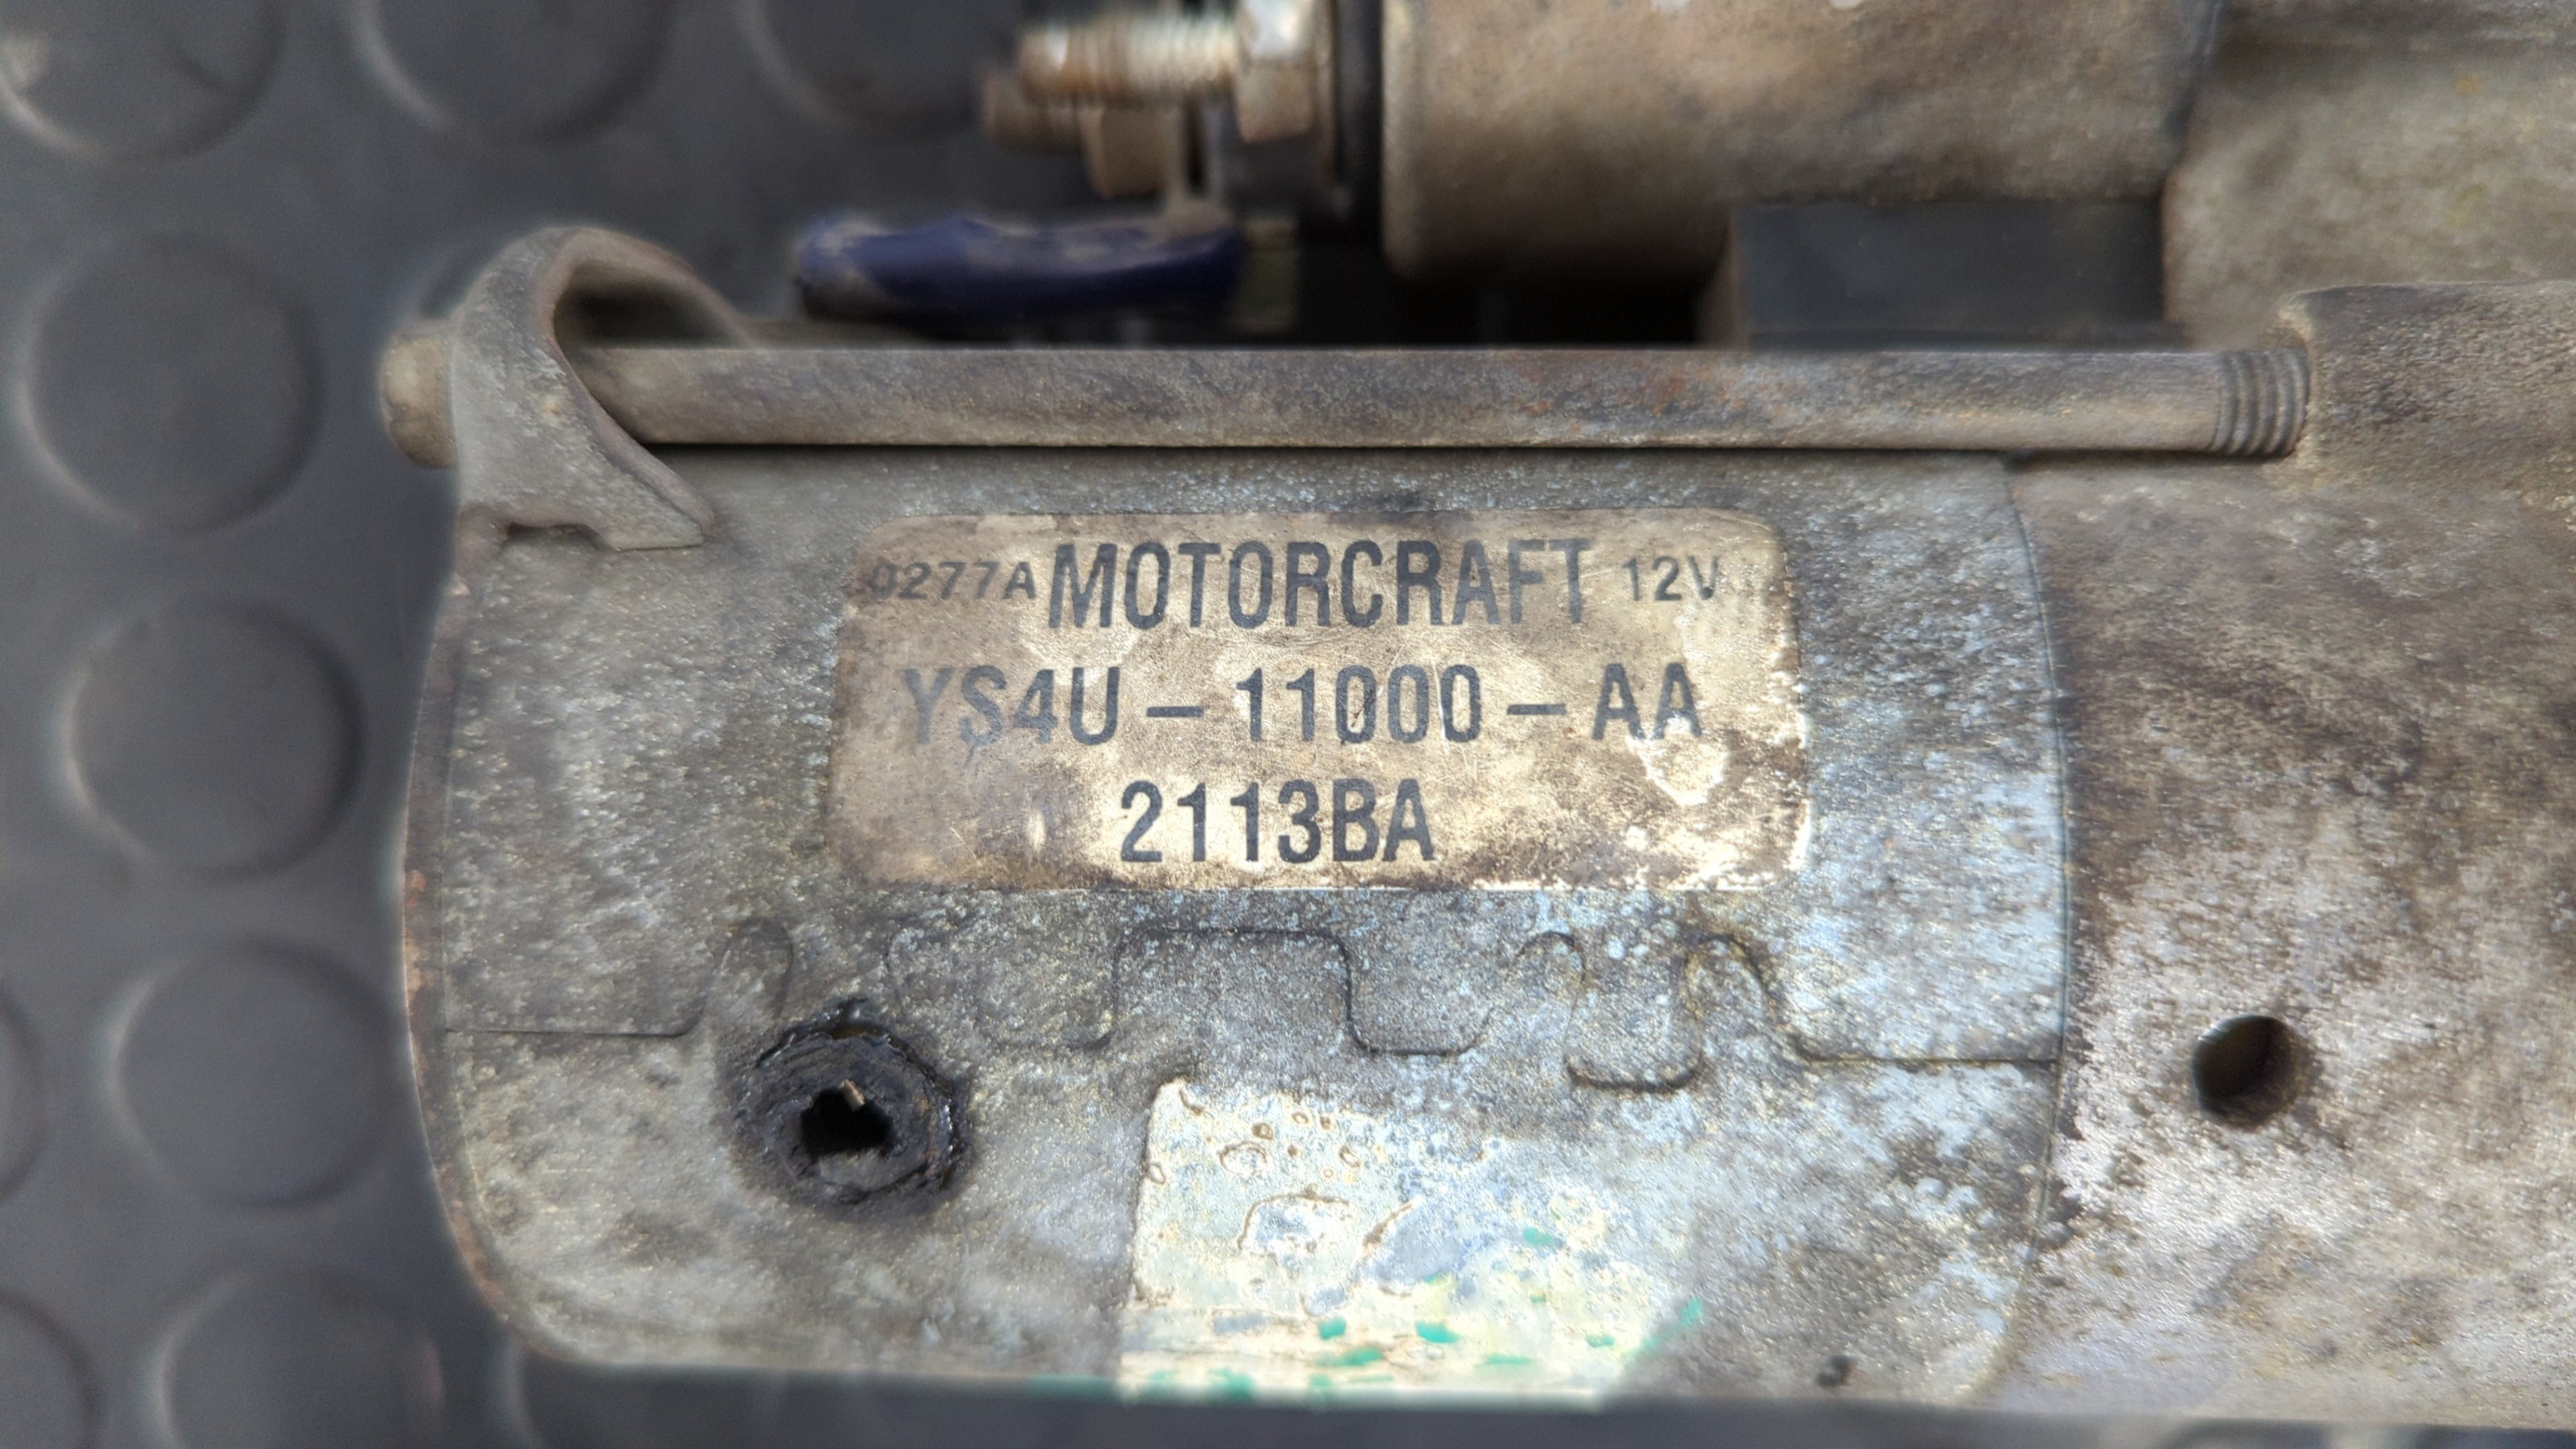 0277A MOTORCRAFT 12V
YS4U - 11000 - AA
2113BA